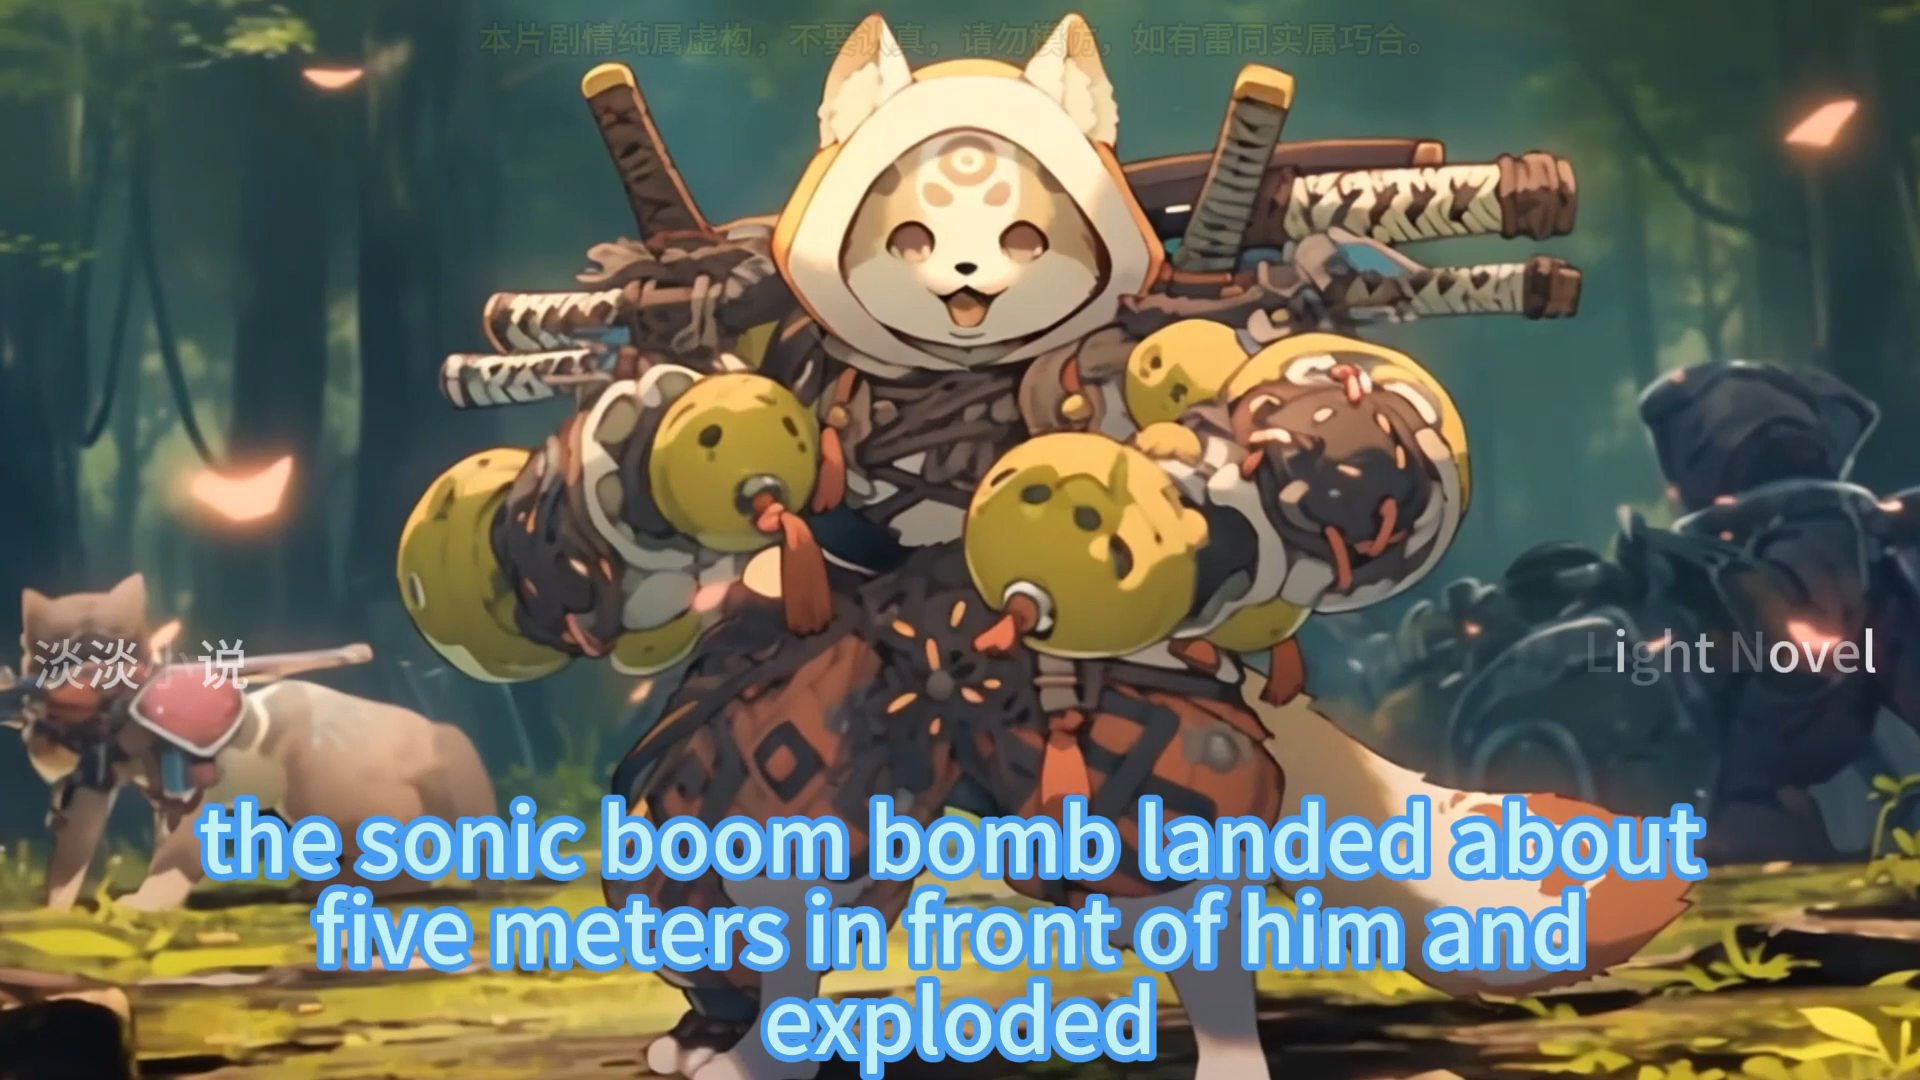 本片剧情纯属虚构，不要认真，请勿模仿，如有雷同实属巧合。
淡淡小说
Light Novel
the sonic boom bomb landed about
five meters in front of him and
exploded